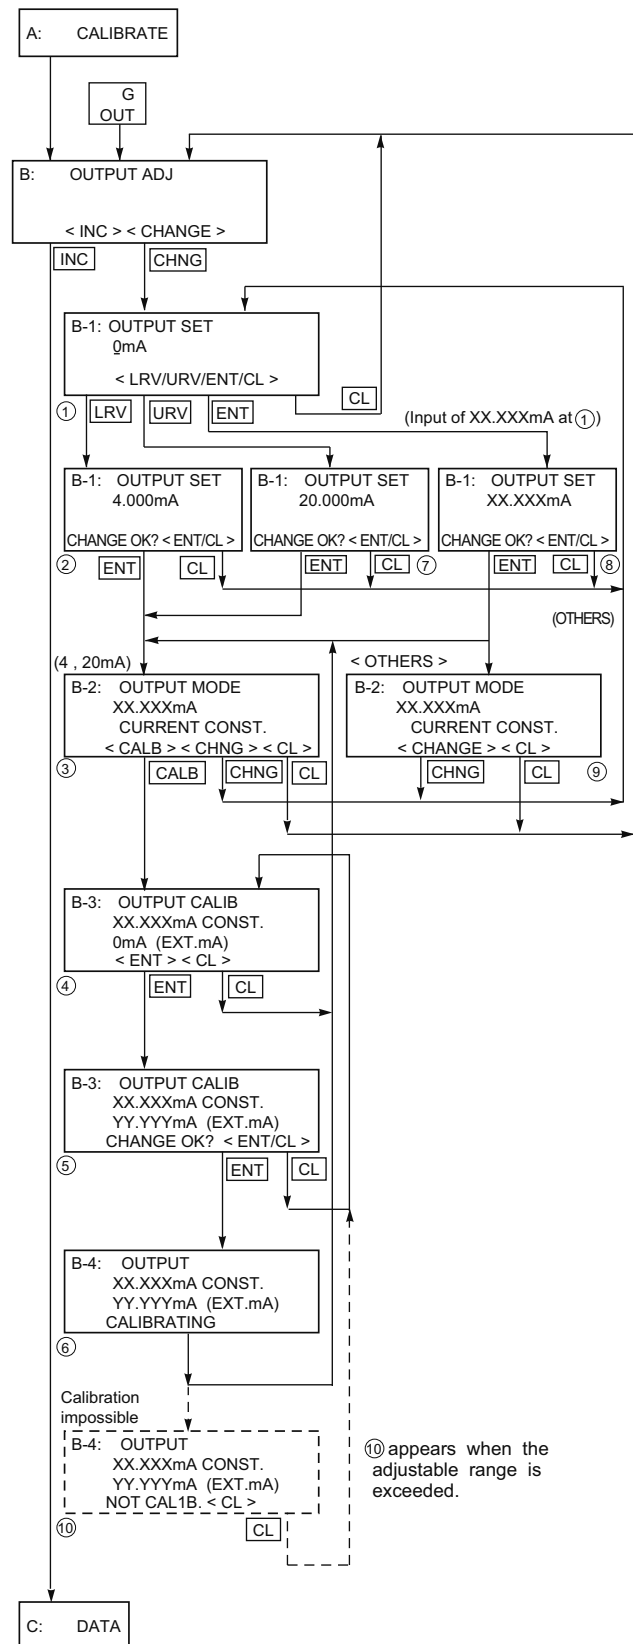 A: CALIBRATE
G
OUT
B: OUTPUT ADJ
< INC > < CHANGE >
INC
CHNG
B-1: OUTPUT SET
0mA
< LRV/URV/ENT/CL >
① LRV URV ENT
CL
(Input of XX.XXXmA at ①)
B-1: OUTPUT SET
4.000mA
CHANGE OK? < ENT/CL >
② ENT CL
B-1: OUTPUT SET
20.000mA
CHANGE OK? < ENT/CL >
ENT CL ⑦
B-1: OUTPUT SET
XX.XXXmA
CHANGE OK? < ENT/CL >
ENT CL ⑧
(OTHERS)
(4 , 20mA)
B-2: OUTPUT MODE
XX.XXXmA
CURRENT CONST.
< CALB > < CHNG > < CL >
③ CALB CHNG CL
< OTHERS >
B-2: OUTPUT MODE
XX.XXXmA
CURRENT CONST.
< CHANGE > < CL >
CHNG CL ⑨
B-3: OUTPUT CALIB
XX.XXXmA CONST.
0mA (EXT.mA)
< ENT > < CL >
④ ENT CL
B-3: OUTPUT CALIB
XX.XXXmA CONST.
YY.YYYmA (EXT.mA)
CHANGE OK? < ENT/CL >
⑤ ENT CL
B-4: OUTPUT
XX.XXXmA CONST.
YY.YYYmA (EXT.mA)
CALIBRATING
⑥
Calibration
impossible
B-4: OUTPUT
XX.XXXmA CONST.
YY.YYYmA (EXT.mA)
NOT CAL1B. < CL >
⑩ CL
⑩ appears when the
adjustable range is
exceeded.
C: DATA